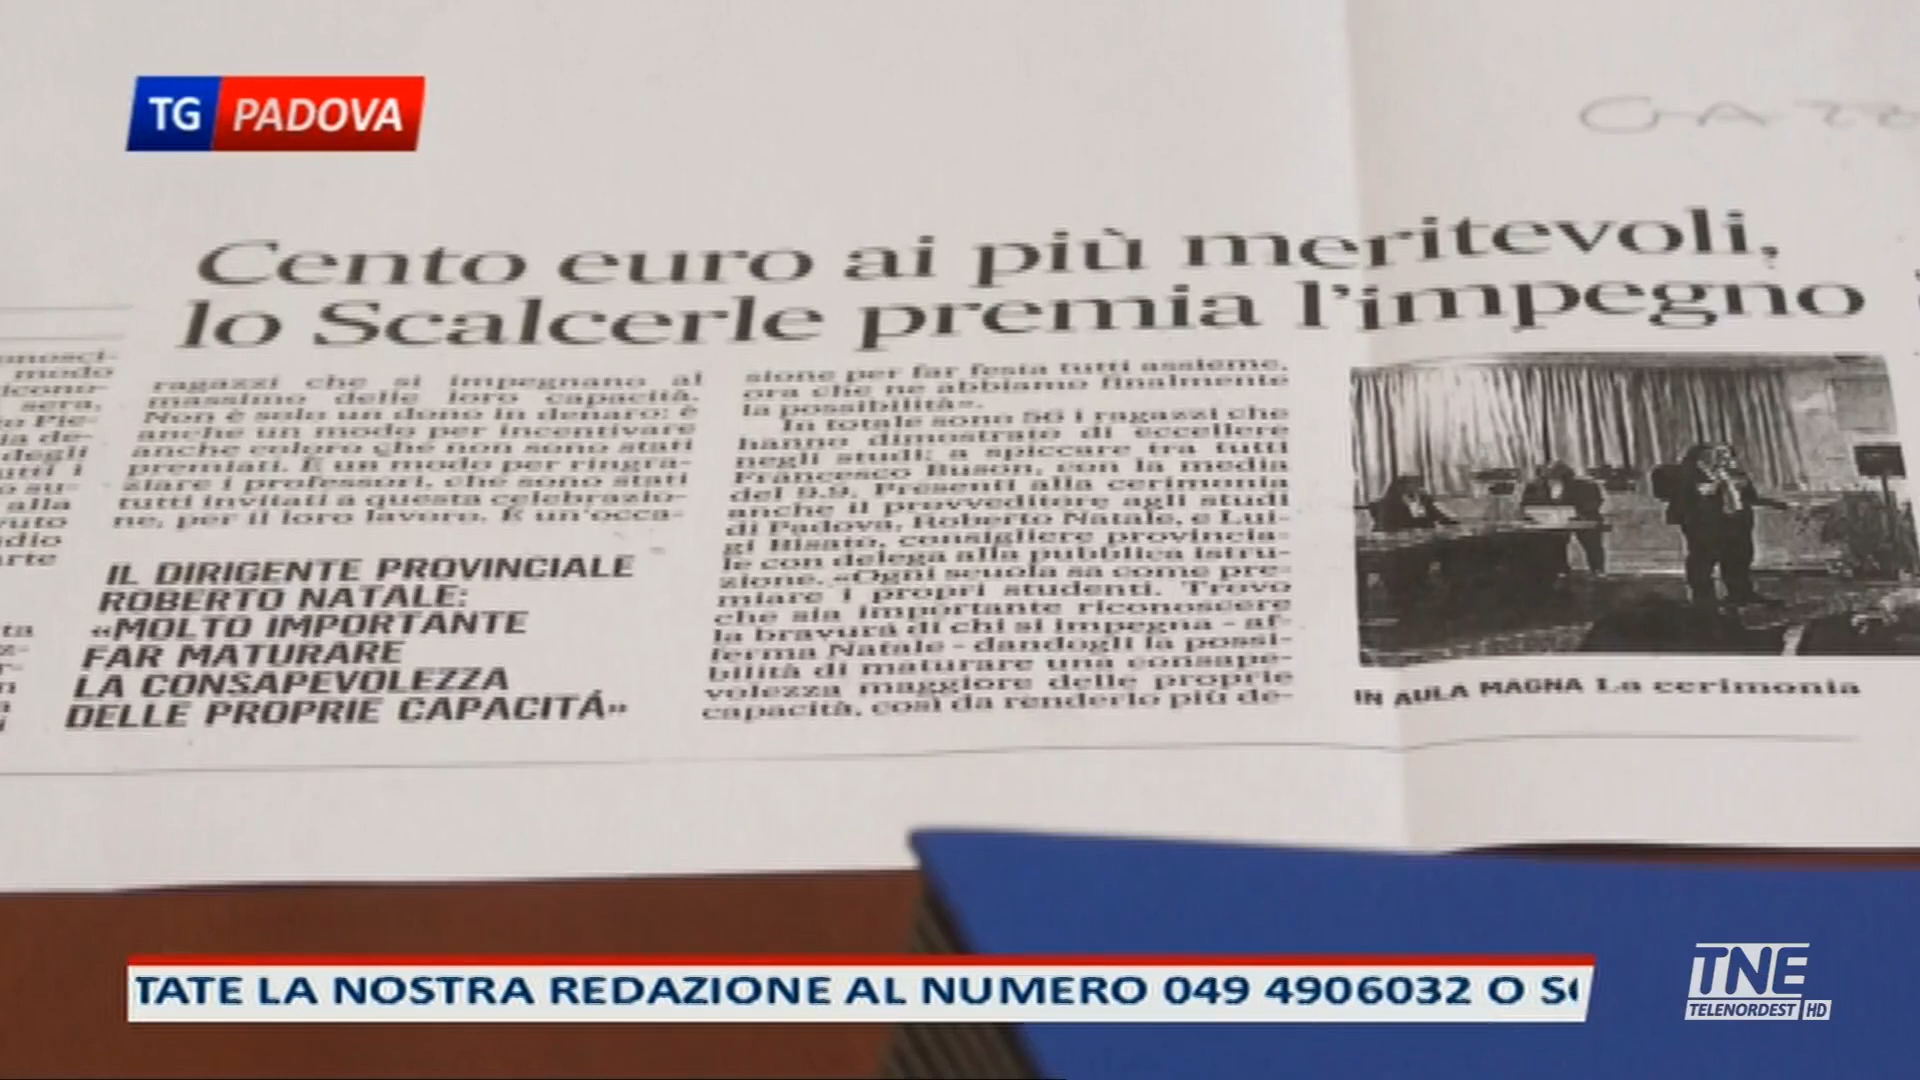 TG PADOVA
GAZZ
Cento euro ai più meritevoli,
lo Scalcerle premia l'impegno
ragazzi che si impegnano al
massimo delle loro capacità.
Non è solo un dono in denaro: è
anche un modo per incentivare
anche coloro che non sono stati
premiati. È un modo per ringra-
ziare i professori, che sono stati
tutti invitati a questa celebrazio-
ne, per il loro lavoro. È un'occa-
IL DIRIGENTE PROVINCIALE
ROBERTO NATALE:
«MOLTO IMPORTANTE
FAR MATURARE
LA CONSAPEVOLEZZA
DELLE PROPRIE CAPACITÁ»
sione per far festa tutti assieme,
ora che ne abbiamo finalmente
la possibilità».
In totale sono 56 i ragazzi che
hanno dimostrato di eccellere
negli studi: a spiccare tra tutti
Francesco Buson, con la media
del 9.9. Presenti alla cerimonia
anche il provveditore agli studi
di Padova, Roberto Natale, e Lui-
gi Bisato, consigliere provincia-
le con delega alla pubblica istru-
zione. «Ogni scuola sa come pre-
miare i propri studenti. Trovo
che sia importante riconoscere
la bravura di chi si impegna - af-
ferma Natale - dandogli la possi-
bilità di maturare una consape-
volezza maggiore delle proprie
capacità, così da renderlo più de-
IN AULA MAGNA La cerimonia
TATE LA NOSTRA REDAZIONE AL NUMERO 049 4906032 O
TNE
TELENORDEST HD